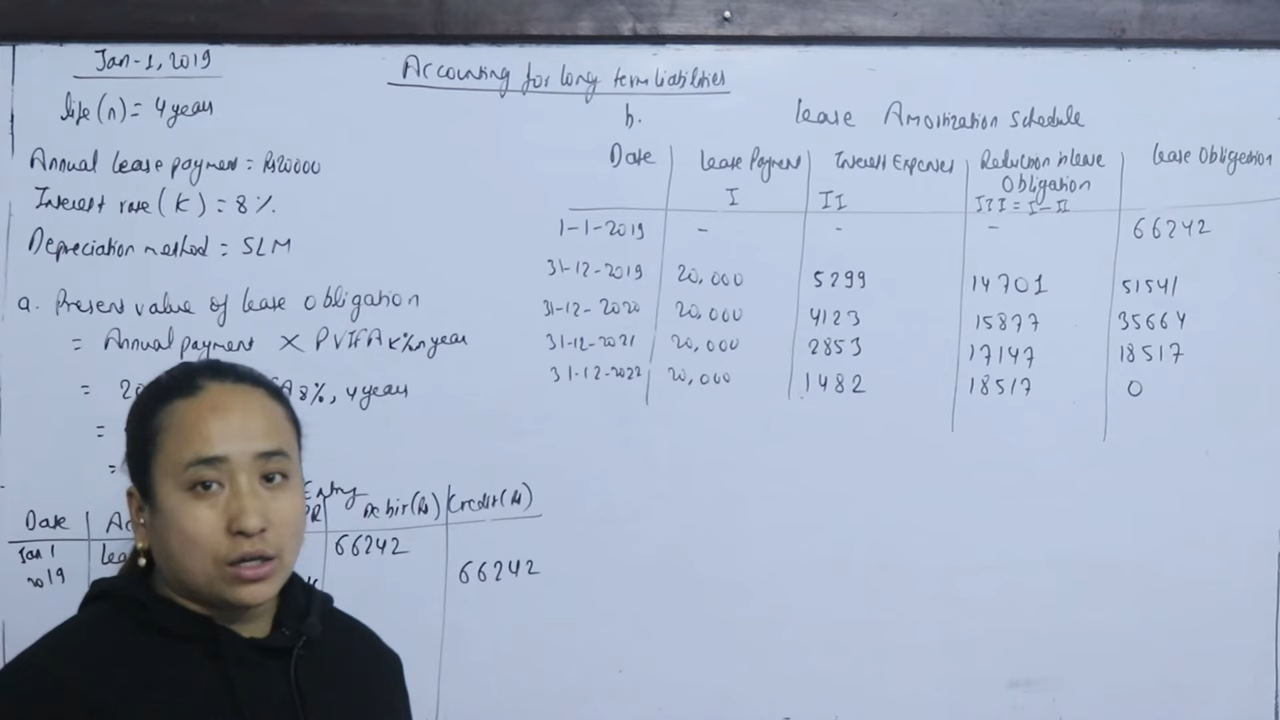 Jan-1, 2019
life (n) = 4 years
Annual lease payment = Rs20000
Interest rate (K) = 8%
Depreciation method = SLM
a. Present value of lease obligation
= Annual payment × PVIFA k%, n year
= 20 A 8%, 4 years
=
=
Entry
Date | | PR | Debit (Rs) | Credit (Rs)
Jan 1 | Lea | 66242
2019 | 66242
Accounting for long term liabilities
b. Lease Amortization Schedule
Date | Lease Payment | Interest Expenses | Reduction in lease | Lease Obligation
Obligation
I | II | III = I - II
1-1-2019 | - | - | - | 66242
31-12-2019 | 20,000 | 5299 | 14701 | 51541
31-12-2020 | 20,000 | 4123 | 15877 | 35664
31-12-2021 | 20,000 | 2853 | 17147 | 18517
31-12-2022 | 20,000 | 1482 | 18517 | 0